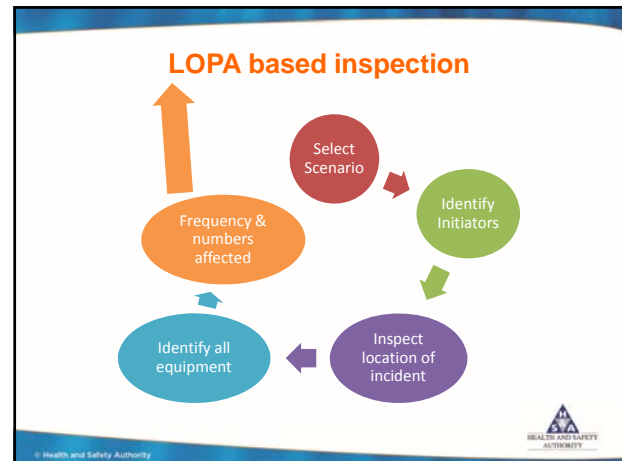 LOPA based inspection
Select
Scenario
Identify
Initiators
Inspect
location of
incident
Identify all
equipment
Frequency &
numbers
affected
H
S A
HEALTH AND SAFETY
AUTHORITY
© Health and Safety Authority